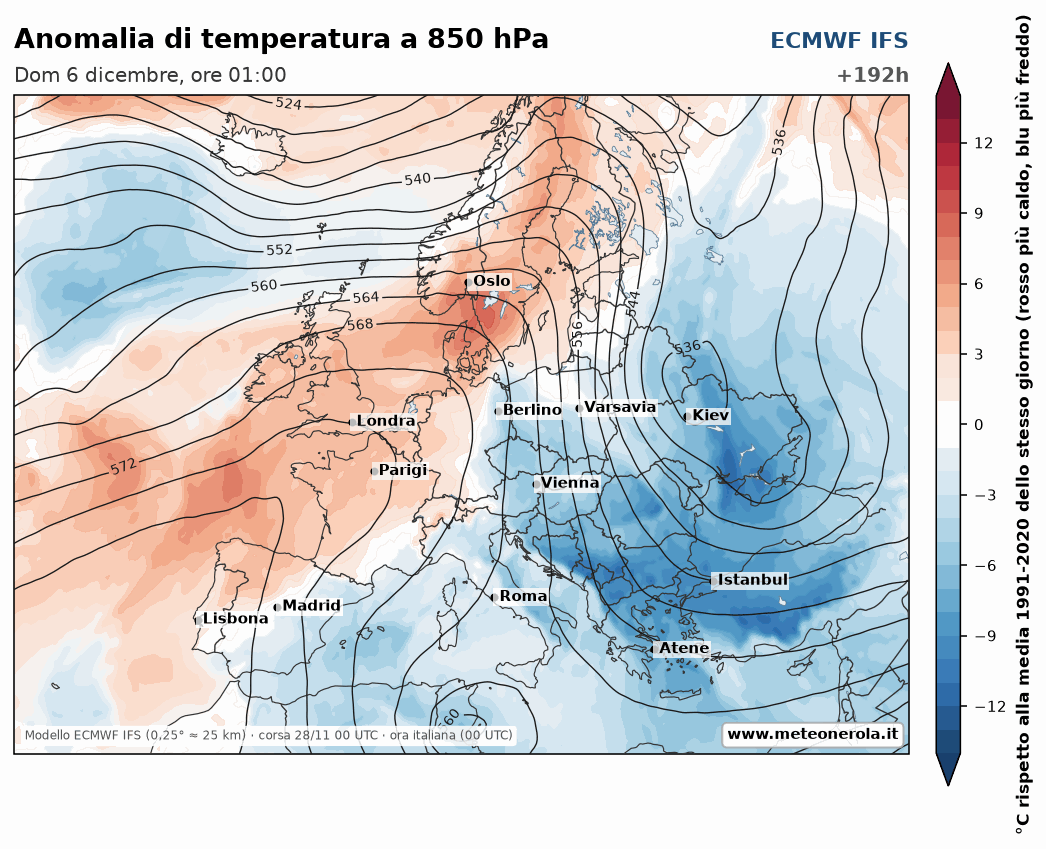 Anomalia di temperatura a 850 hPa
ECMWF IFS
Dom 6 dicembre, ore 01:00
+192h
524
536
540
552
560
564
568
544
556
536
572
560
Oslo
Berlino
Varsavia
Kiev
Londra
Parigi
Vienna
Istanbul
Roma
Madrid
Lisbona
Atene
Modello ECMWF IFS (0,25° ≈ 25 km) · corsa 28/11 00 UTC · ora italiana (00 UTC)
www.meteonerola.it
12
9
6
3
0
−3
−6
−9
−12
°C rispetto alla media 1991-2020 dello stesso giorno (rosso più caldo, blu più freddo)